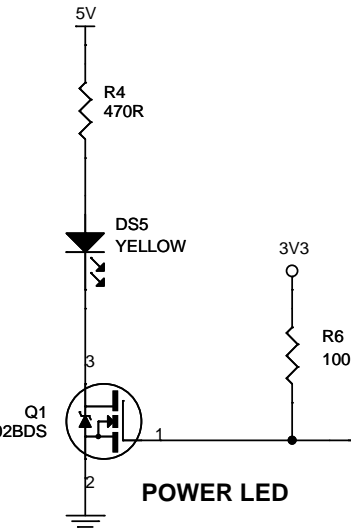 5V
R4
470R
DS5
YELLOW
3V3
R6
100
3
Q1
02BDS
1
2
POWER LED